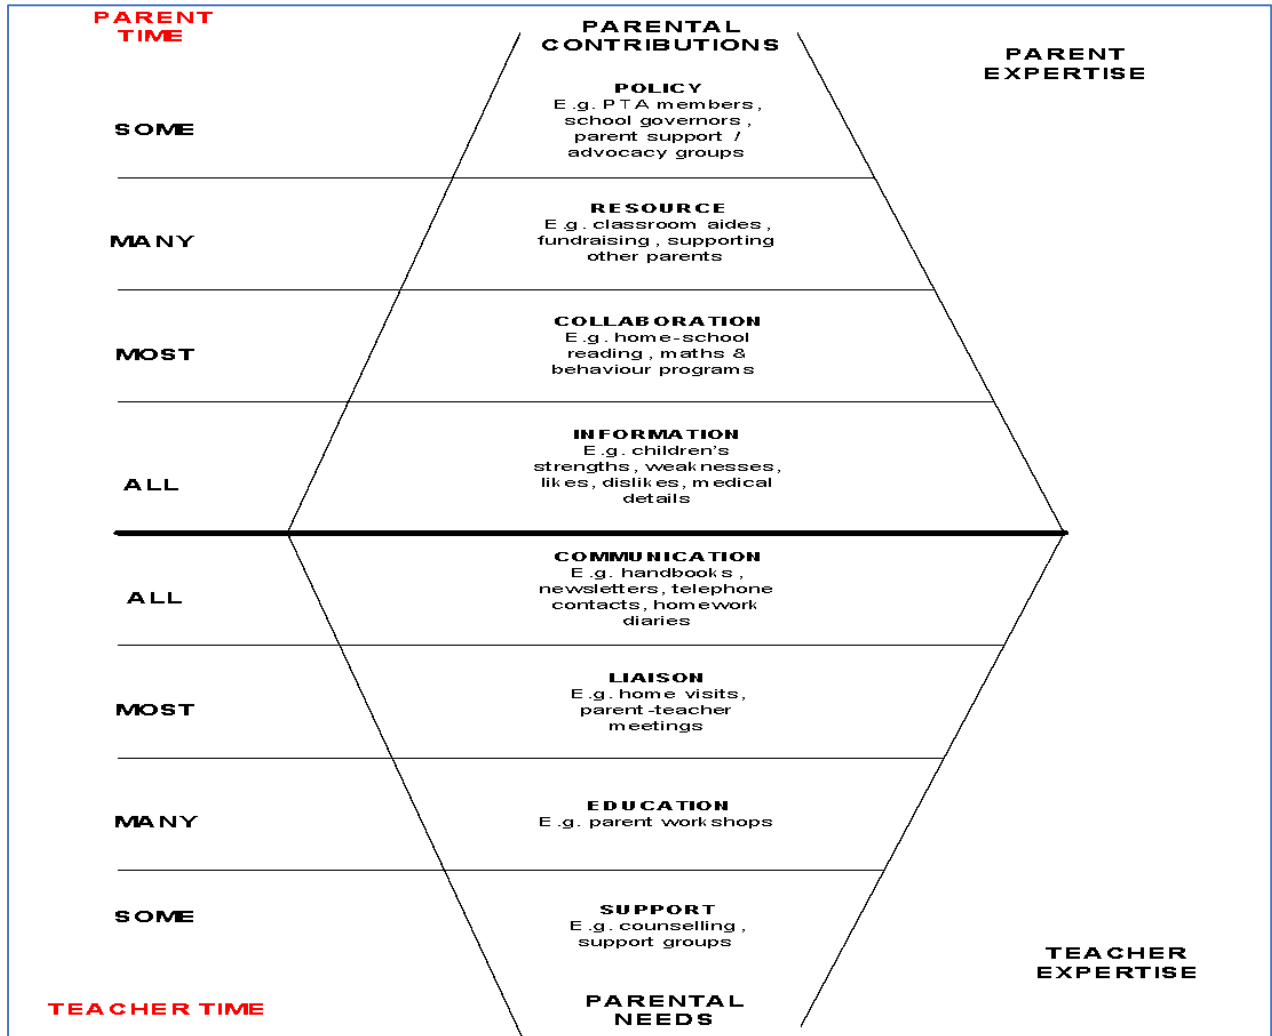 PARENT
TIME
PARENTAL
CONTRIBUTIONS
PARENT
EXPERTISE
SOME
POLICY
E.g. PTA members,
school governors,
parent support /
advocacy groups
MANY
RESOURCE
E.g. classroom aides,
fundraising, supporting
other parents
MOST
COLLABORATION
E.g. home-school
reading, maths &
behaviour programs
ALL
INFORMATION
E.g. children's
strengths, weaknesses,
likes, dislikes, medical
details
ALL
COMMUNICATION
E.g. handbooks,
newsletters, telephone
contacts, homework
diaries
MOST
LIAISON
E.g. home visits,
parent-teacher
meetings
MANY
EDUCATION
E.g. parent workshops
SOME
SUPPORT
E.g. counselling,
support groups
TEACHER
EXPERTISE
TEACHER TIME
PARENTAL
NEEDS